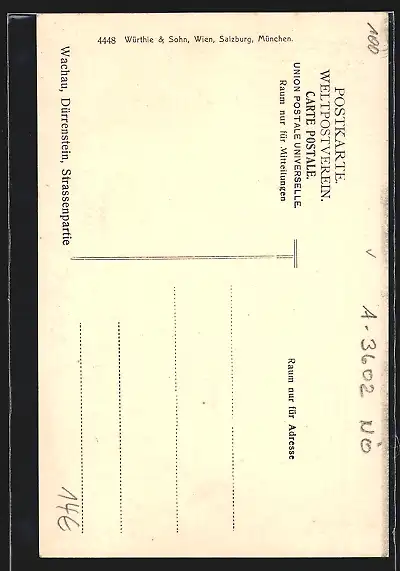 100
POSTKARTE.
WELTPOSTVEREIN.
CARTE POSTALE.
UNION POSTALE UNIVERSELLE.
Raum nur für Mitteilungen
4448 Würthle & Sohn, Wien, Salzburg, München.
Wachau, Dürrenstein, Strassenpartie
Raum nur für Adresse
A-3602 NÖ
146